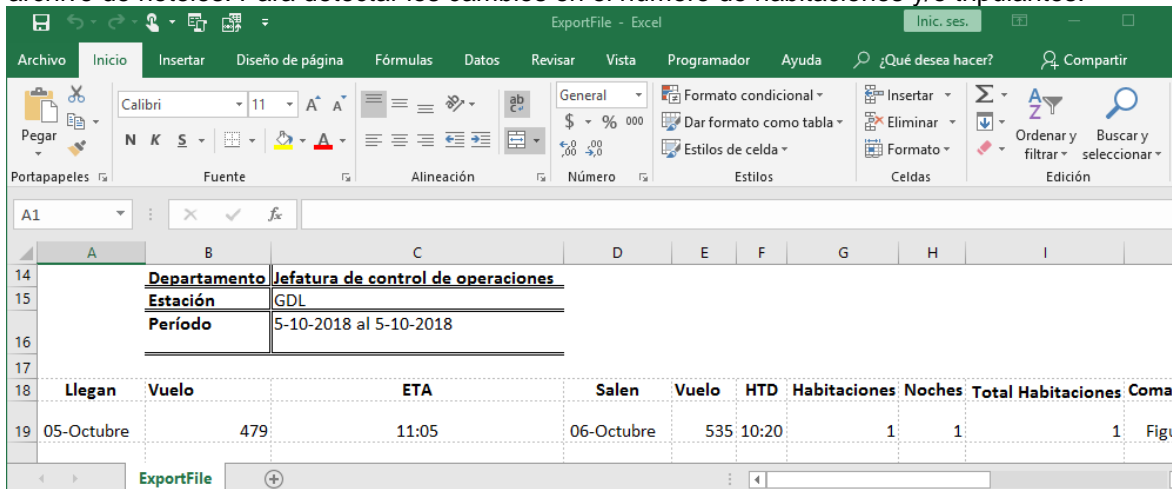 archivo de hoteles. Para detectar los cambios en el número de habitaciones y/o tripulantes.
ExportFile - Excel
Inic. ses.
Archivo Inicio Insertar Diseño de página Fórmulas Datos Revisar Vista Programador Ayuda ¿Qué desea hacer? Compartir
Pegar
Calibri 11 A A
N K S A
ab
General
$ % 000
,00 ,00
Formato condicional
Dar formato como tabla
Estilos de celda
Insertar
Eliminar
Formato
Ordenar y filtrar
Buscar y seleccionar
Portapapeles Fuente Alineación Número Estilos Celdas Edición
A1 fx
A B C D E F G H I
14 Departamento Jefatura de control de operaciones
15 Estación GDL
16 Período 5-10-2018 al 5-10-2018
17
18 Llegan Vuelo ETA Salen Vuelo HTD Habitaciones Noches Total Habitaciones Coma
19 05-Octubre 479 11:05 06-Octubre 535 10:20 1 1 1 Figu
ExportFile